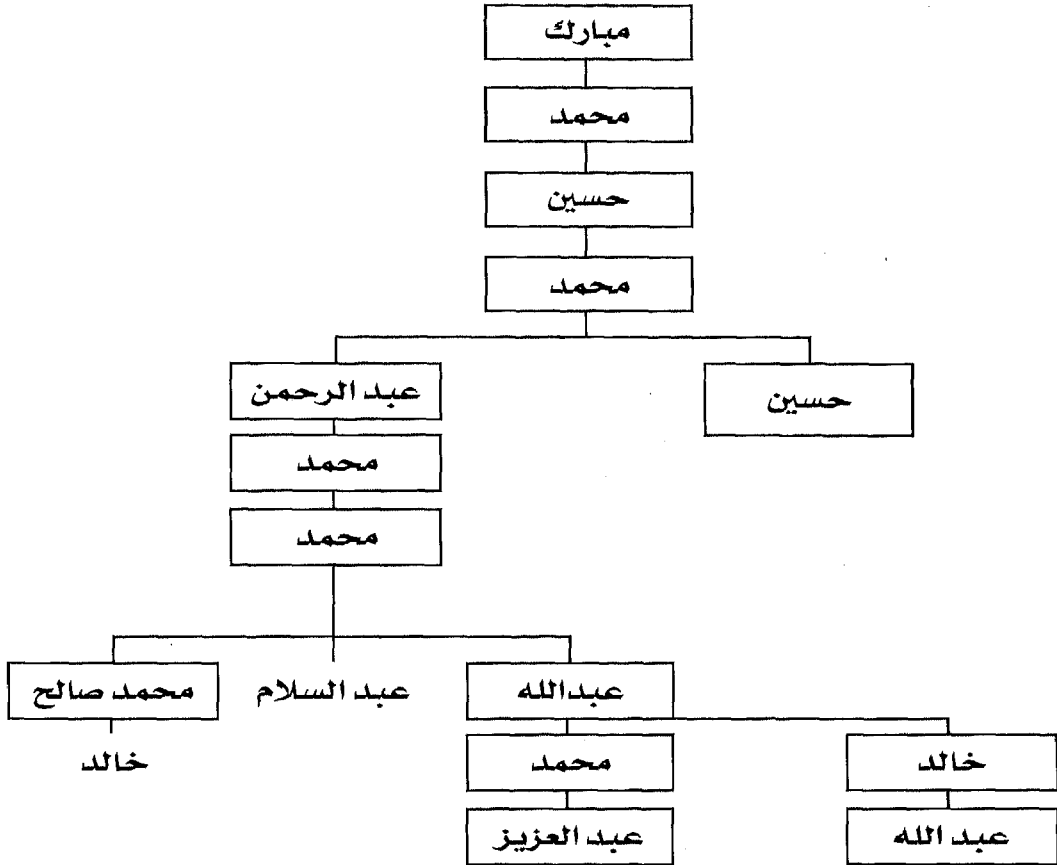 مبارك
محمد
حسين
محمد
حسين
عبد الرحمن
محمد
محمد
عبدالله
عبد السلام
محمد صالح
خالد
محمد
خالد
عبد الله
عبد العزيز